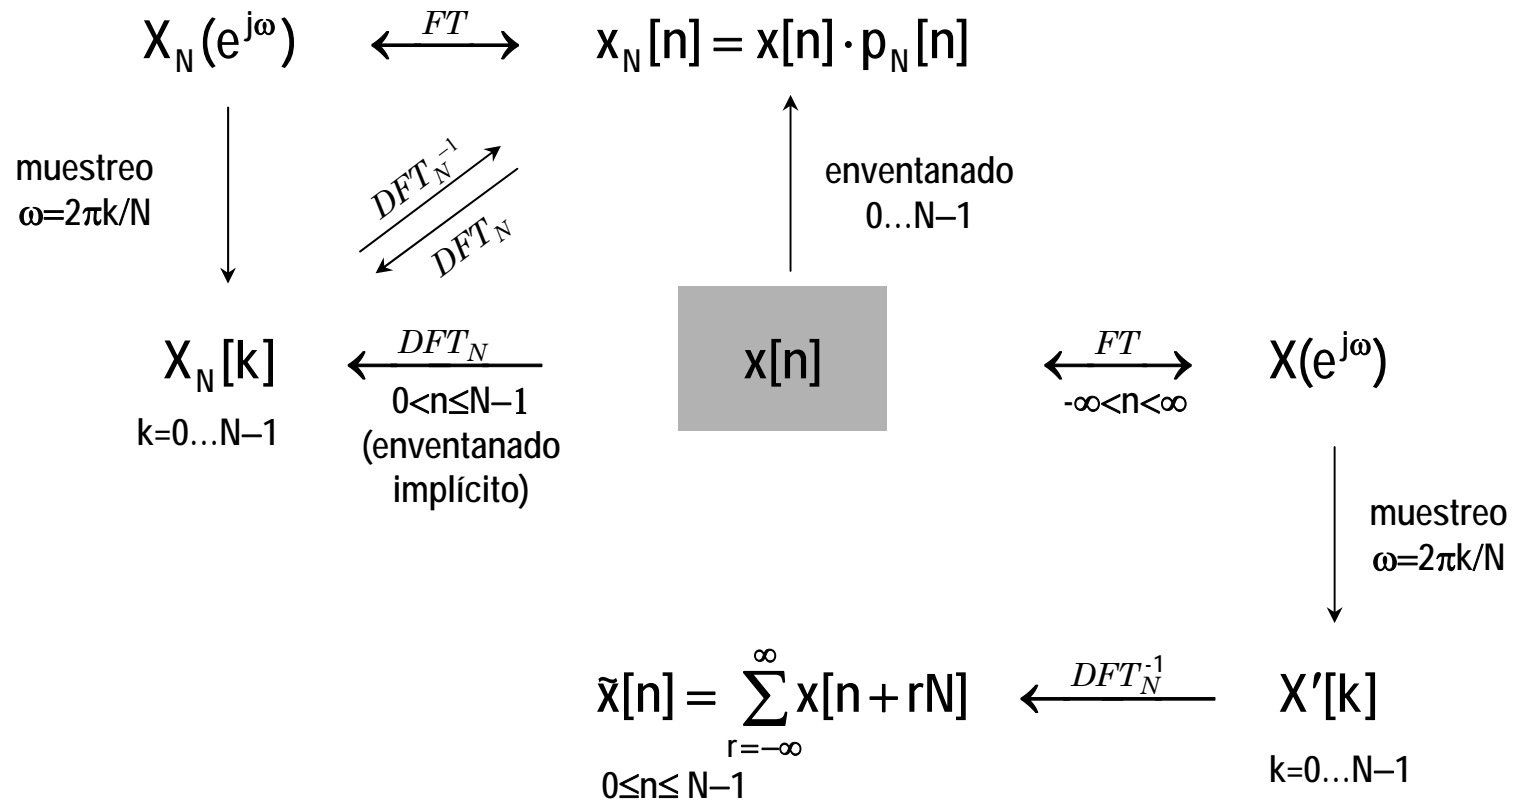 X_N(e^{jω}) FT x_N[n] = x[n]·p_N[n]
muestreo
ω=2πk/N
DFT_N^{-1}
DFT_N
enventanado
0...N–1
X_N[k] DFT_N x[n] FT X(e^{jω})
0<n≤N–1
-∞<n<∞
k=0...N–1
(enventanado
implícito)
muestreo
ω=2πk/N
x̃[n] = ∑_{r=–∞}^{∞} x[n+rN] DFT_N^{-1} X′[k]
0≤n≤ N–1
k=0...N–1